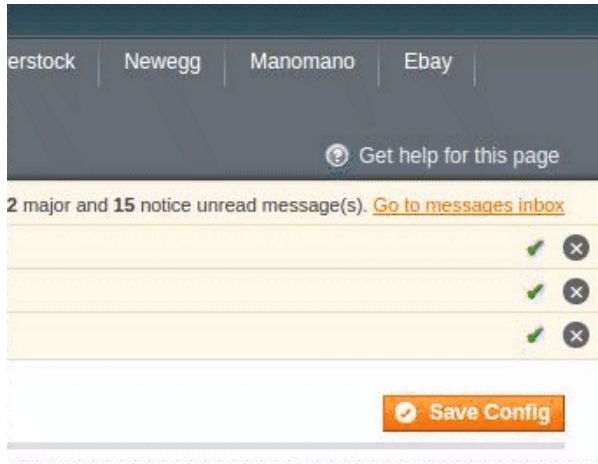 erstock Newegg Manomano Ebay
Get help for this page
2 major and 15 notice unread message(s). Go to messages inbox
Save Config